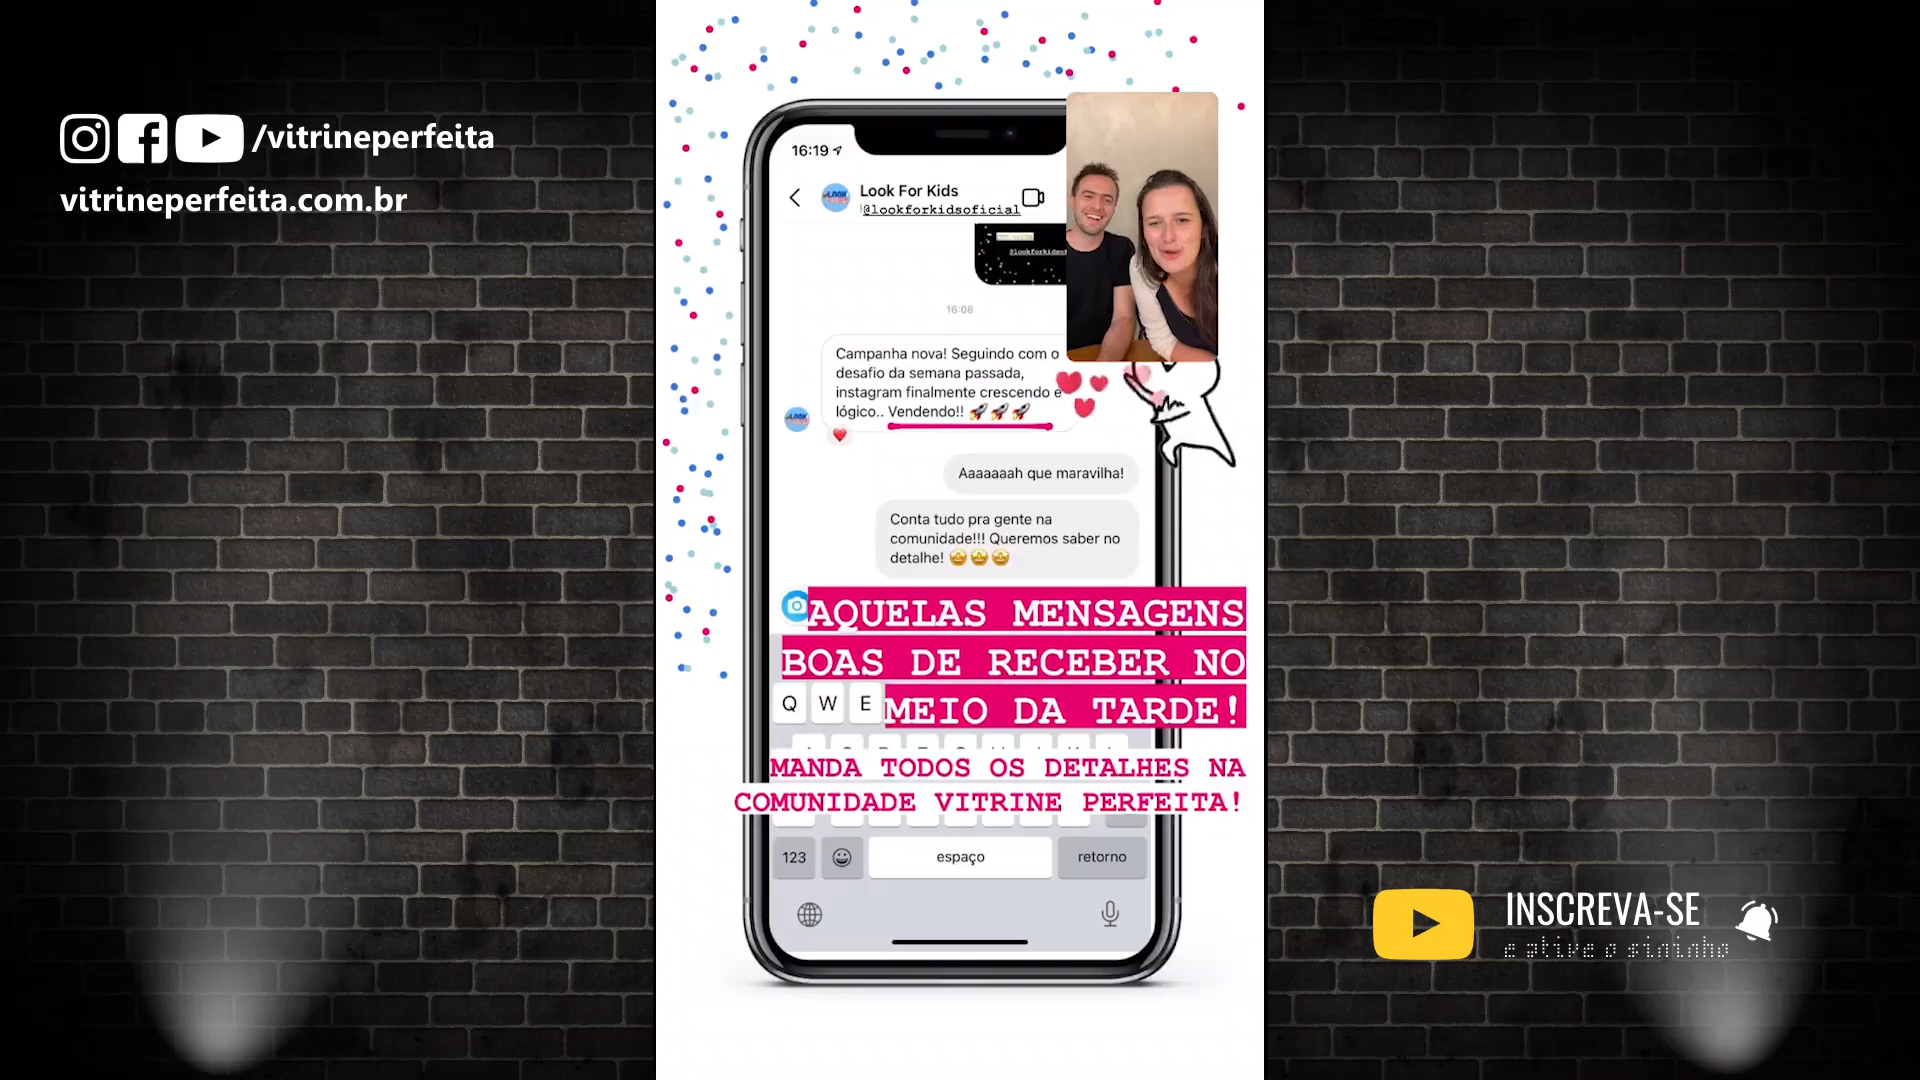 /vitrineperfeita
vitrineperfeita.com.br
16:19
Look For Kids
@lookforkidsoficial
16:08
Campanha nova! Seguindo com o
desafio da semana passada,
instagram finalmente crescendo e
lógico.. Vendendo!! 🚀🚀🚀
Aaaaaaah que maravilha!
Conta tudo pra gente na
comunidade!!! Queremos saber no
detalhe! 🤩🤩🤩
AQUELAS MENSAGENS
BOAS DE RECEBER NO
MEIO DA TARDE!
Q W E
MANDA TODOS OS DETALHES NA
COMUNIDADE VITRINE PERFEITA!
123
espaço
retorno
INSCREVA-SE
e ative o sininho